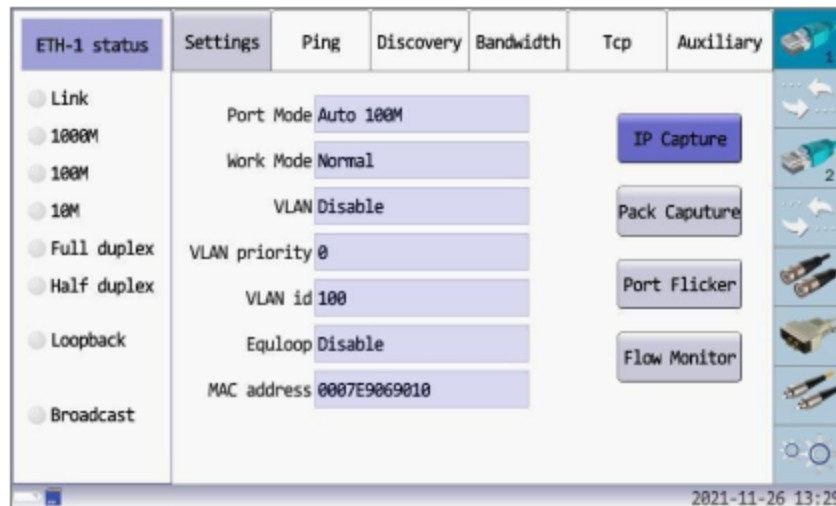 ETH-1 status
Settings
Ping
Discovery
Bandwidth
Tcp
Auxiliary
1
Link
1000M
100M
10M
Full duplex
Half duplex
Loopback
Broadcast
Port Mode Auto 100M
Work Mode Normal
VLAN Disable
VLAN priority 0
VLAN id 100
Equloop Disable
MAC address 0007E9069010
IP Capture
Pack Caputure
Port Flicker
Flow Monitor
2
2021-11-26 13:29